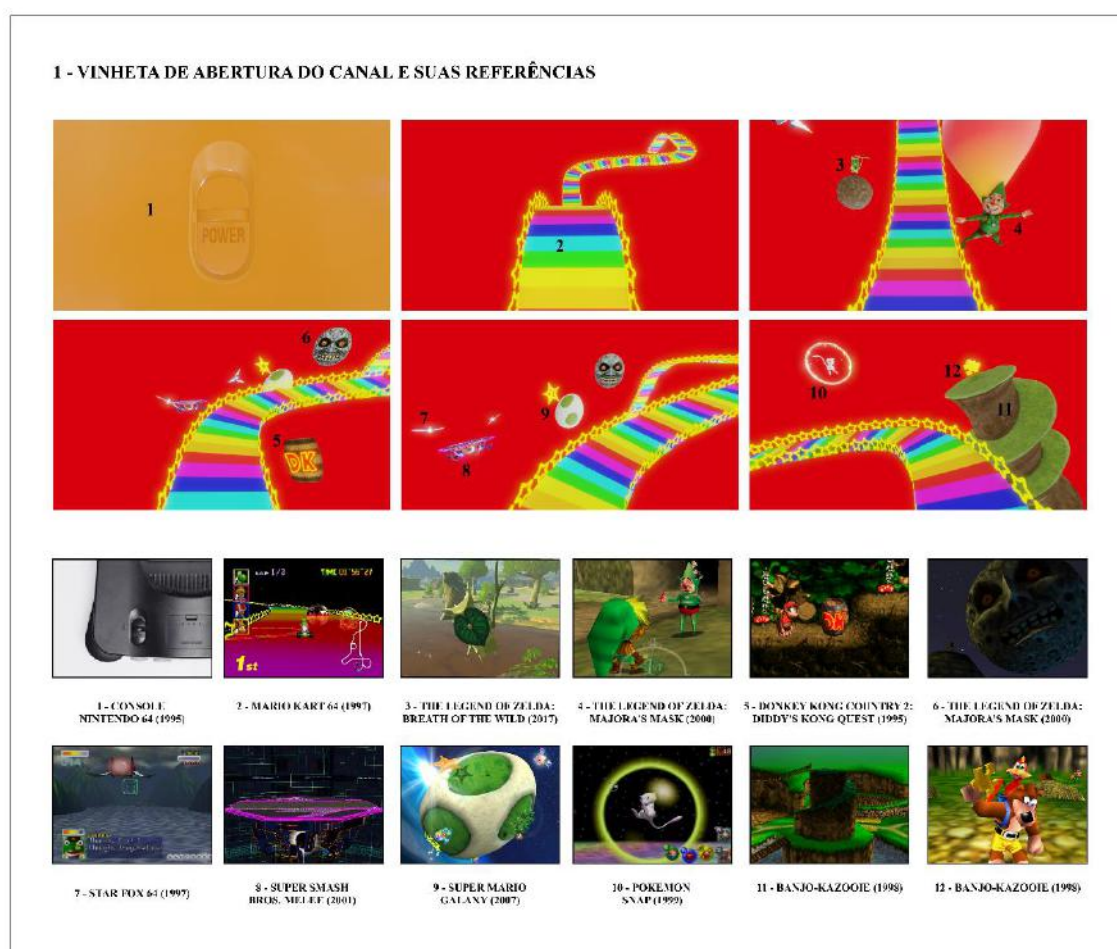 1 - VINHETA DE ABERTURA DO CANAL E SUAS REFERÊNCIAS
1
POWER
2
3
4
6
5
7
8
9
10
12
11
TIME 01'56"27
1st
DK
DK
1 - CONSOLE
NINTENDO 64 (1995)
2 - MARIO KART 64 (1997)
3 - THE LEGEND OF ZELDA:
BREATH OF THE WILD (2017)
4 - THE LEGEND OF ZELDA:
MAJORA'S MASK (2000)
5 - DONKEY KONG COUNTRY 2:
DIDDY'S KONG QUEST (1995)
6 - THE LEGEND OF ZELDA:
MAJORA'S MASK (2000)
7 - STAR FOX 64 (1997)
8 - SUPER SMASH
BROS. MELEE (2001)
9 - SUPER MARIO
GALAXY (2007)
10 - POKEMON
SNAP (1999)
11 - BANJO-KAZOOIE (1998)
12 - BANJO-KAZOOIE (1998)